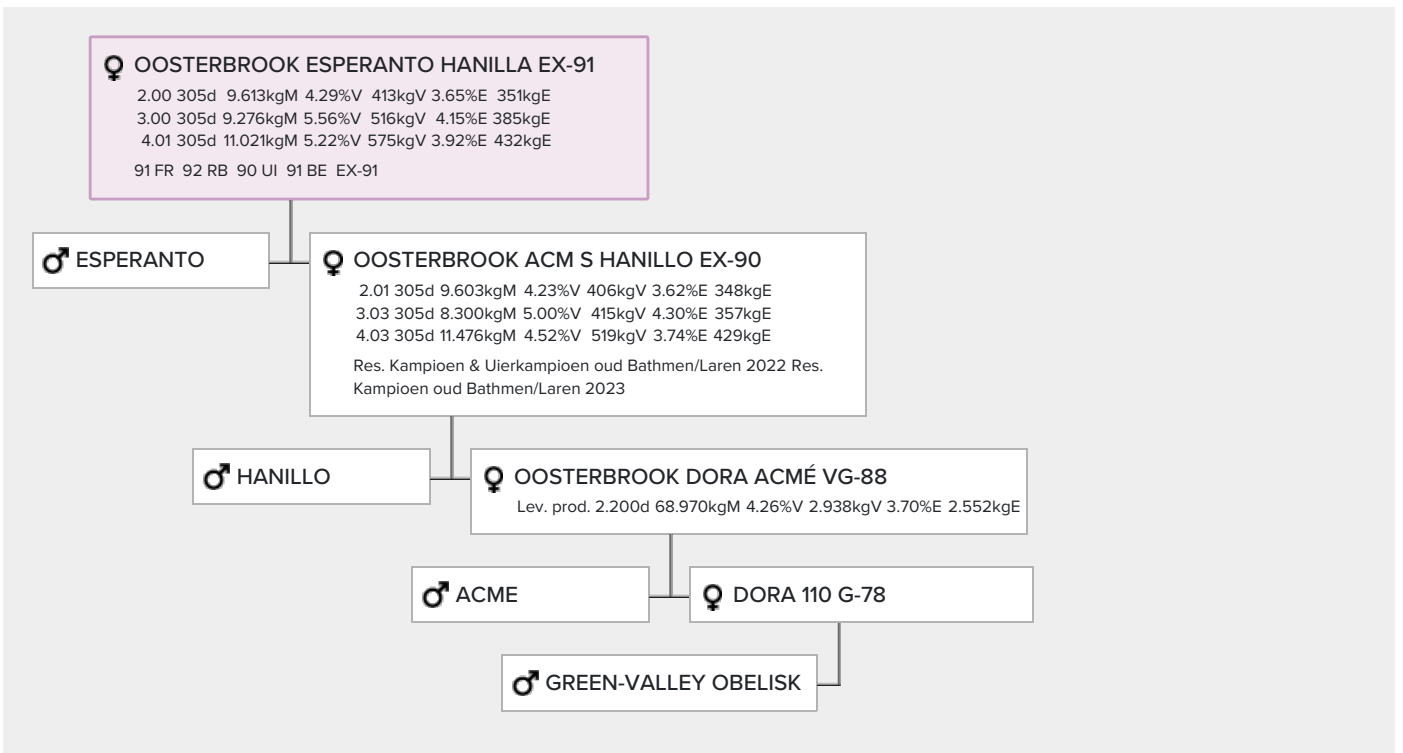 OOSTERBROOK ESPERANTO HANILLA EX-91
2.00 305d 9.613kgM 4.29%V 413kgV 3.65%E 351kgE
3.00 305d 9.276kgM 5.56%V 516kgV 4.15%E 385kgE
4.01 305d 11.021kgM 5.22%V 575kgV 3.92%E 432kgE
91 FR 92 RB 90 UI 91 BE EX-91
ESPERANTO
OOSTERBROOK ACM S HANILLO EX-90
2.01 305d 9.603kgM 4.23%V 406kgV 3.62%E 348kgE
3.03 305d 8.300kgM 5.00%V 415kgV 4.30%E 357kgE
4.03 305d 11.476kgM 4.52%V 519kgV 3.74%E 429kgE
Res. Kampioen & Uierkampioen oud Bathmen/Laren 2022 Res.
Kampioen oud Bathmen/Laren 2023
HANILLO
OOSTERBROOK DORA ACMÉ VG-88
Lev. prod. 2.200d 68.970kgM 4.26%V 2.938kgV 3.70%E 2.552kgE
ACME
DORA 110 G-78
GREEN-VALLEY OBELISK